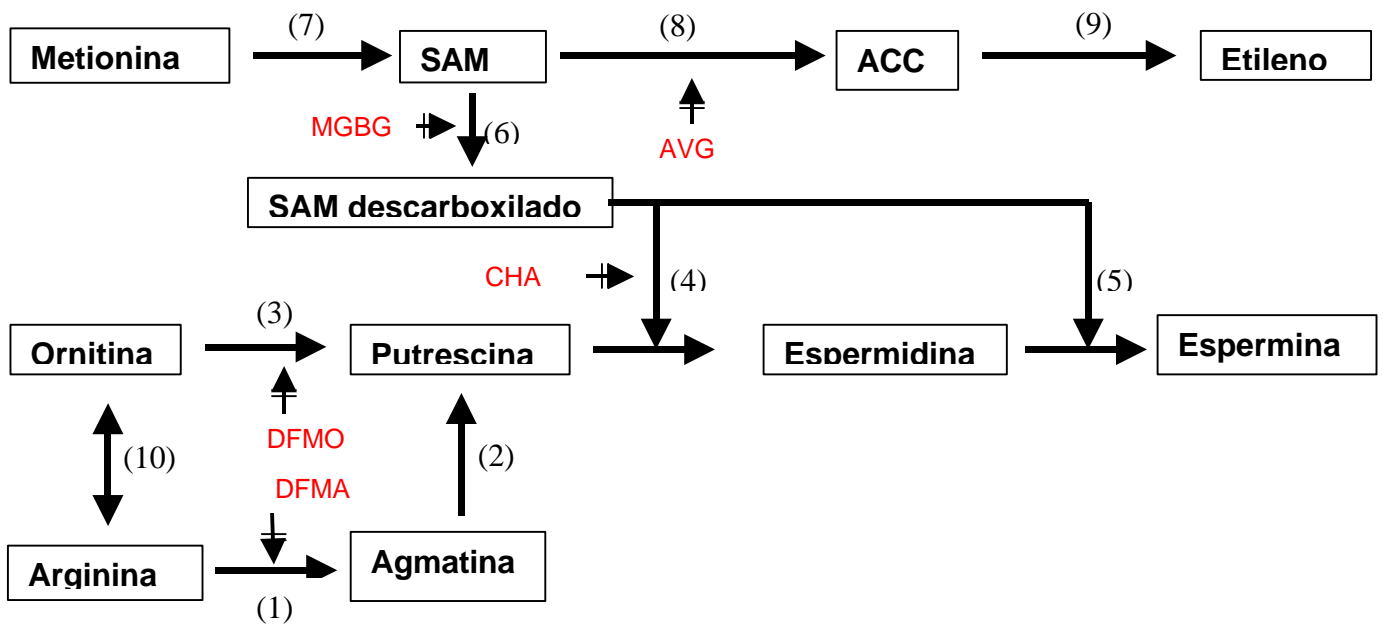 (7)
(8)
(9)
Metionina
SAM
ACC
Etileno
MGBG
(6)
AVG
SAM descarboxilado
CHA
(4)
(5)
(3)
Ornitina
Putrescina
Espermidina
Espermina
DFMO
(10)
(2)
DFMA
Arginina
Agmatina
(1)